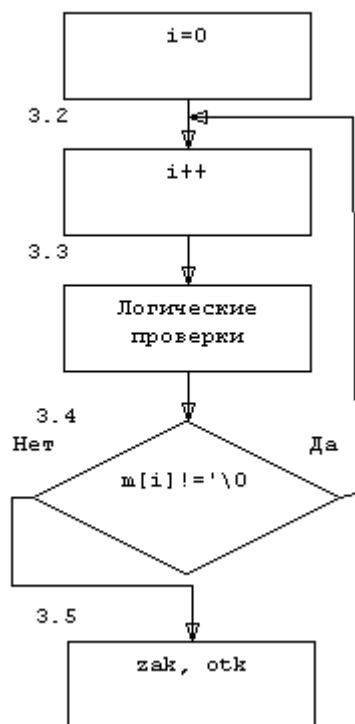 i=0
3.2
i++
3.3
Логические
проверки
3.4
Нет
Да
m[i]!='\0
3.5
zak, otk